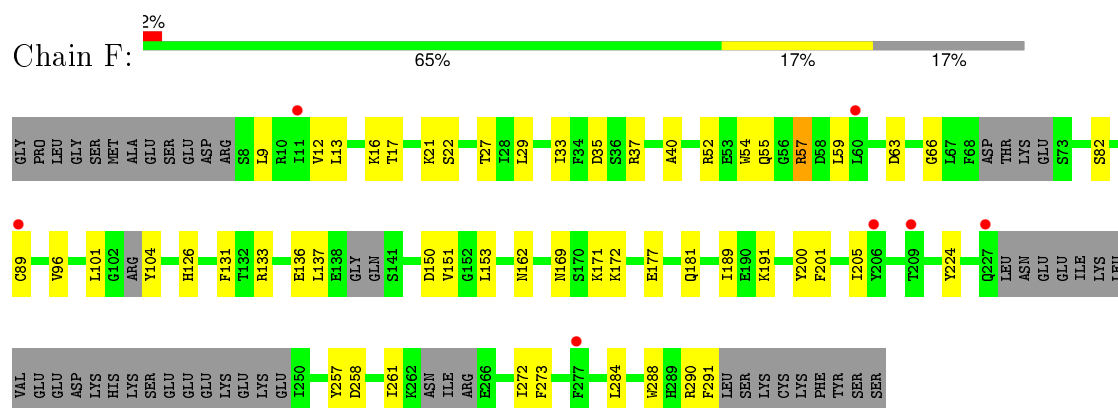 2%
Chain F:
65% 17% 17%
GLY PRO LEU GLY SER MET ALA GLU SER GLU ASP ARG S8 L9 R10 I11 V12 L13 K16 T17 K21 S22 T27 I28 L29 I33 F34 D35 S36 R37 A40 R52 E53 W54 Q55 G56 R57 D58 L59 L60 D63 G66 L67 F68 ASP THR LYS GLU S73 S82
C89 V96 L101 G102 ARG Y104 H126 F131 T132 R133 E136 L137 E138 GLY GLN S141 D150 V151 G152 L153 N162 N169 S170 K171 K172 E177 Q181 I189 E190 K191 Y200 F201 I205 Y206 T209 Y224 Q227 LEU ASN GLU GLU ILE LYS LEU
VAL GLU GLU ASP LYS HIS LYS SER GLU GLU GLU LYS GLU LYS GLU I250 Y257 D258 I261 K262 ASN ILE ARG E266 I272 F273 F277 L284 W288 H289 R290 F291 LEU SER LYS CYS LYS PHE TYR SER SER